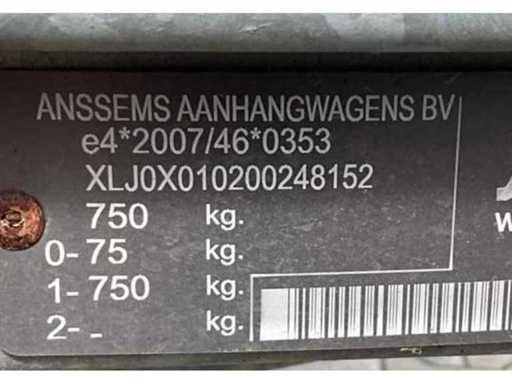 ANSSEMS AANHANGWAGENS BV
e4*2007/46*0353
XLJ0X010200248152
750 kg.
0- 75 kg.
1- 750 kg.
2- - kg.